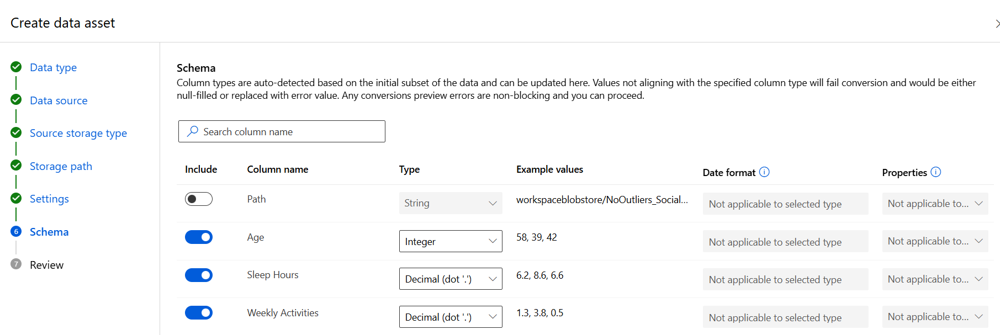 Create data asset
Data type
Data source
Source storage type
Storage path
Settings
6 Schema
7 Review
Schema
Column types are auto-detected based on the initial subset of the data and can be updated here. Values not aligning with the specified column type will fail conversion and would be either
null-filled or replaced with error value. Any conversions preview errors are non-blocking and you can proceed.
Search column name
Include Column name Type Example values Date format Properties
Path String workspaceblobstore/NoOutliers_Social... Not applicable to selected type Not applicable to...
Age Integer 58, 39, 42 Not applicable to selected type Not applicable to...
Sleep Hours Decimal (dot '.') 6.2, 8.6, 6.6 Not applicable to selected type Not applicable to...
Weekly Activities Decimal (dot '.') 1.3, 3.8, 0.5 Not applicable to selected type Not applicable to...